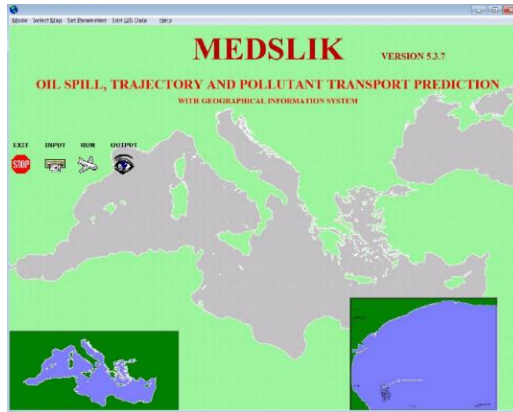 Mode Select Map Set Parameters Edit GIS Data Help
MEDSLIK VERSION 5.3.7
OIL SPILL, TRAJECTORY AND POLLUTANT TRANSPORT PREDICTION
WITH GEOGRAPHICAL INFORMATION SYSTEM
EXIT INPUT RUN OUTPUT
STOP